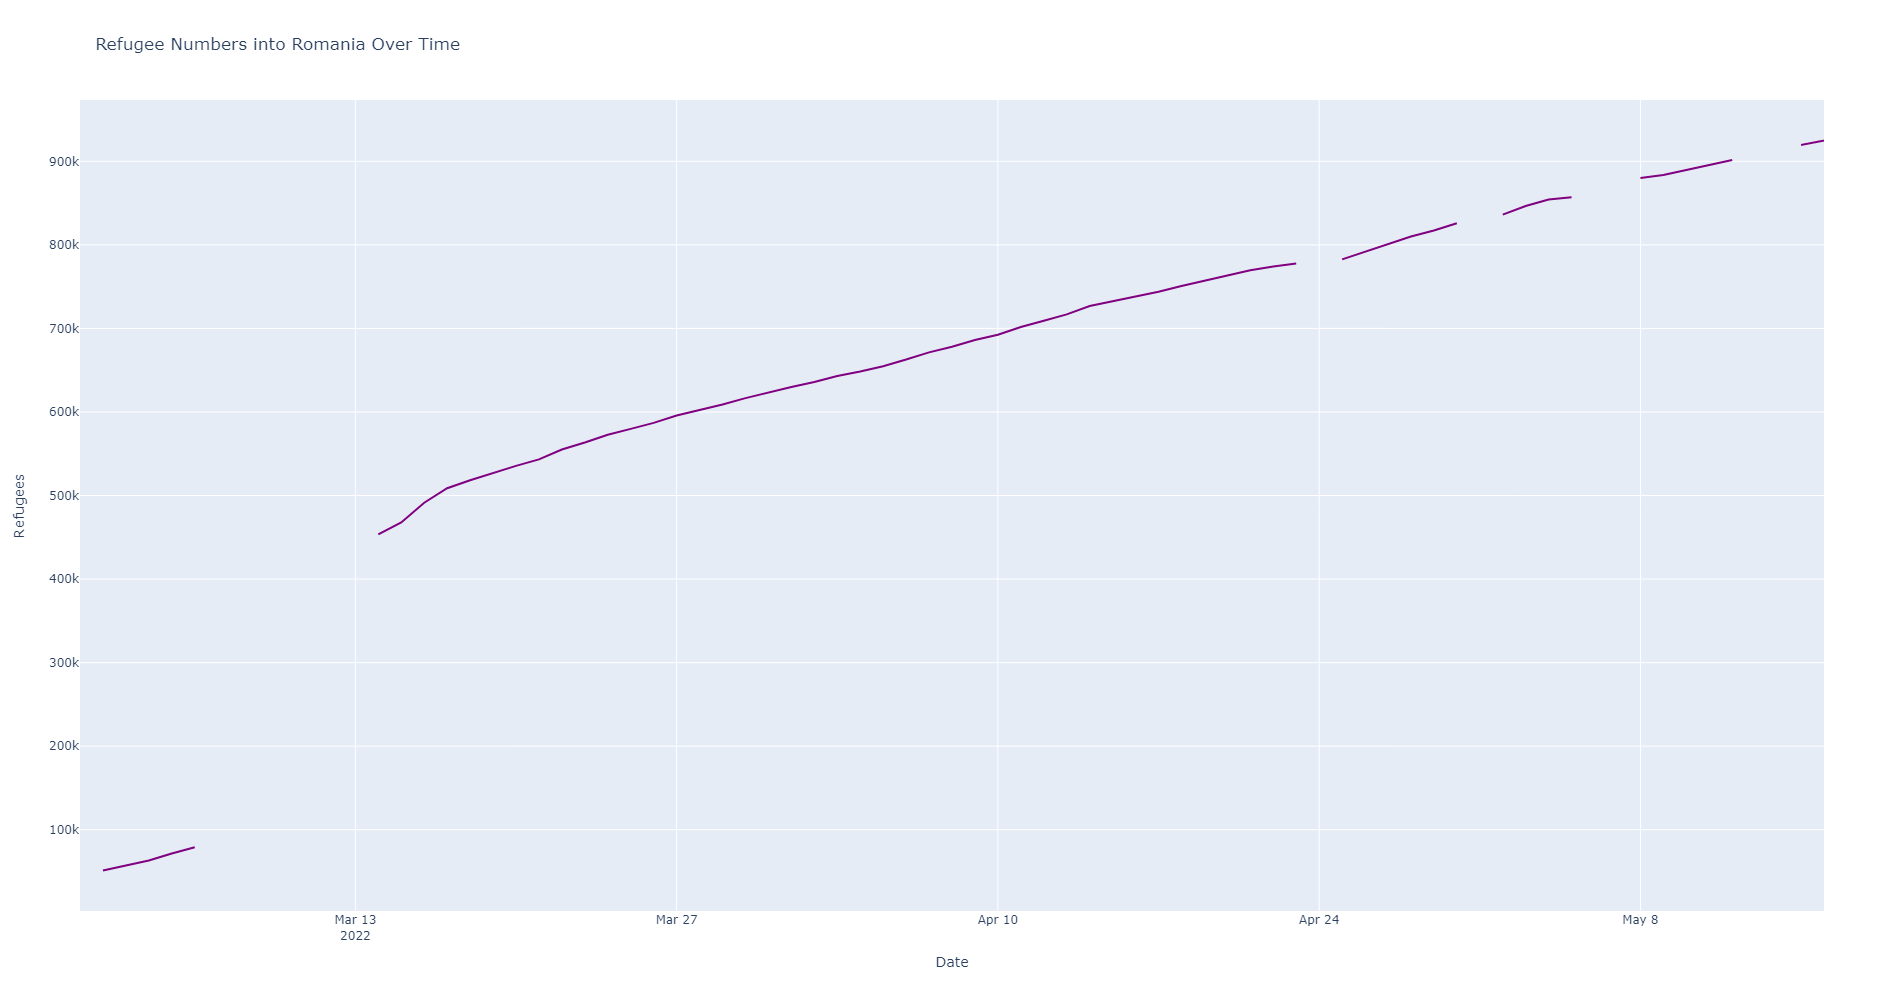 Refugee Numbers into Romania Over Time
900k
800k
700k
600k
500k
400k
300k
200k
100k
Refugees
Mar 13
2022
Mar 27
Apr 10
Apr 24
May 8
Date